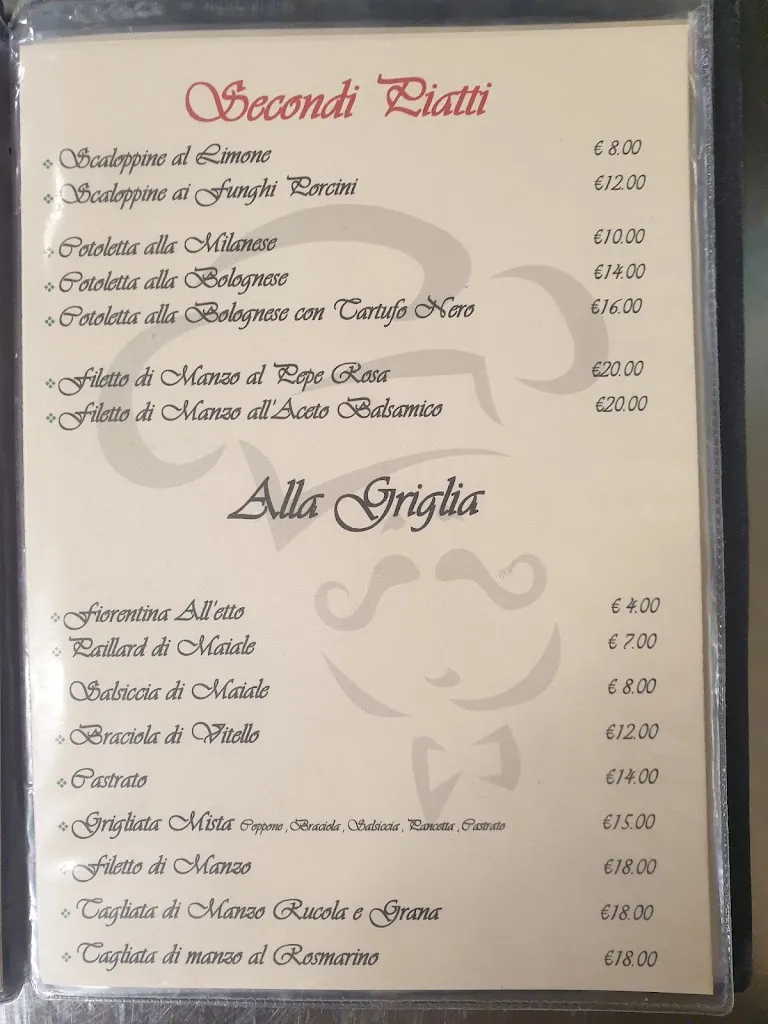 Secondi Piatti
Scaloppine al Limone € 8.00
Scaloppine ai Funghi Porcini €12.00
Cotoletta alla Milanese €10.00
Cotoletta alla Bolognese €14.00
Cotoletta alla Bolognese con Tartufo Nero €16.00
Filetto di Manzo al Pepe Rosa €20.00
Filetto di Manzo all'Aceto Balsamico €20.00
Alla Griglia
Fiorentina All'etto € 4.00
Paillard di Maiale € 7.00
Salsiccia di Maiale € 8.00
Braciola di Vitello €12.00
Castrato €14.00
Grigliata Mista Coppone , Braciola , Salsiccia , Pancetta , Castrato €15.00
Filetto di Manzo €18.00
Tagliata di Manzo Rucola e Grana €18.00
Tagliata di manzo al Rosmarino €18.00